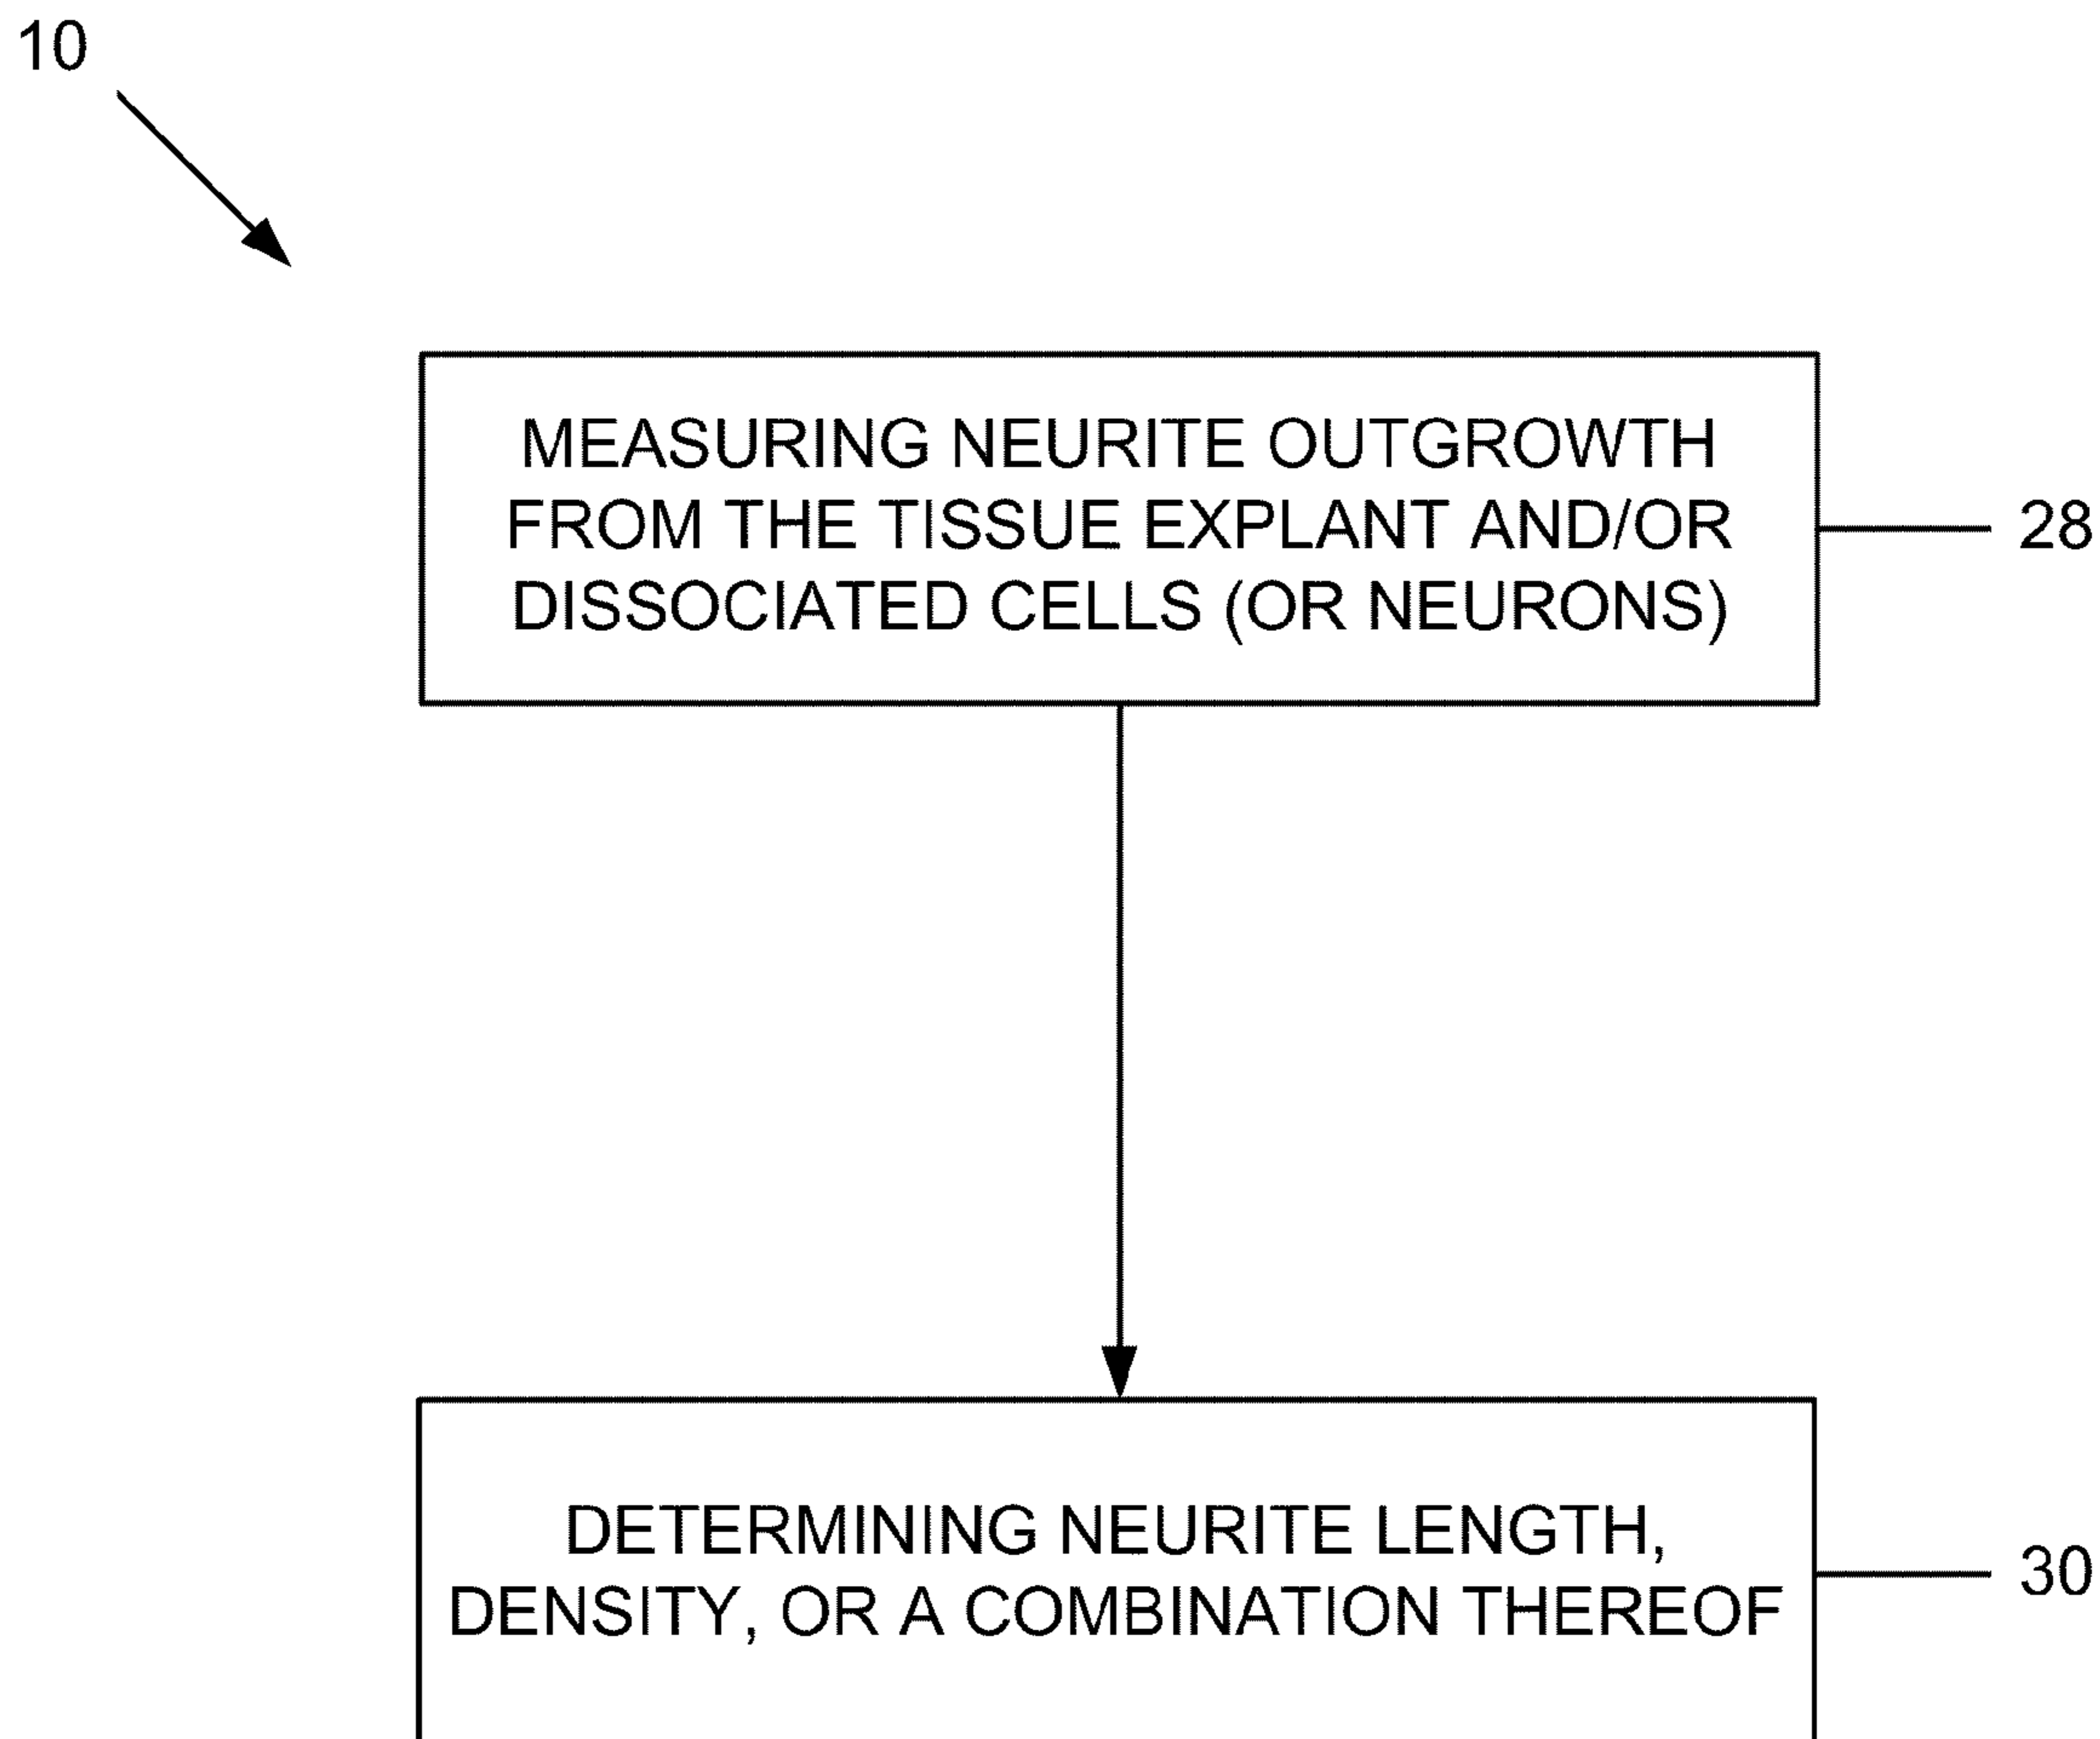 10
MEASURING NEURITE OUTGROWTH
FROM THE TISSUE EXPLANT AND/OR
DISSOCIATED CELLS (OR NEURONS)
28
DETERMINING NEURITE LENGTH,
DENSITY, OR A COMBINATION THEREOF
30